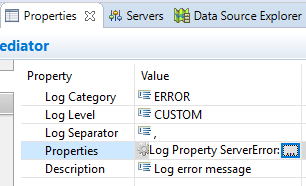 Properties Servers Data Source Explorer
ediator
Property Value
Log Category ERROR
Log Level CUSTOM
Log Separator ,
Properties Log Property ServerError: ...
Description Log error message